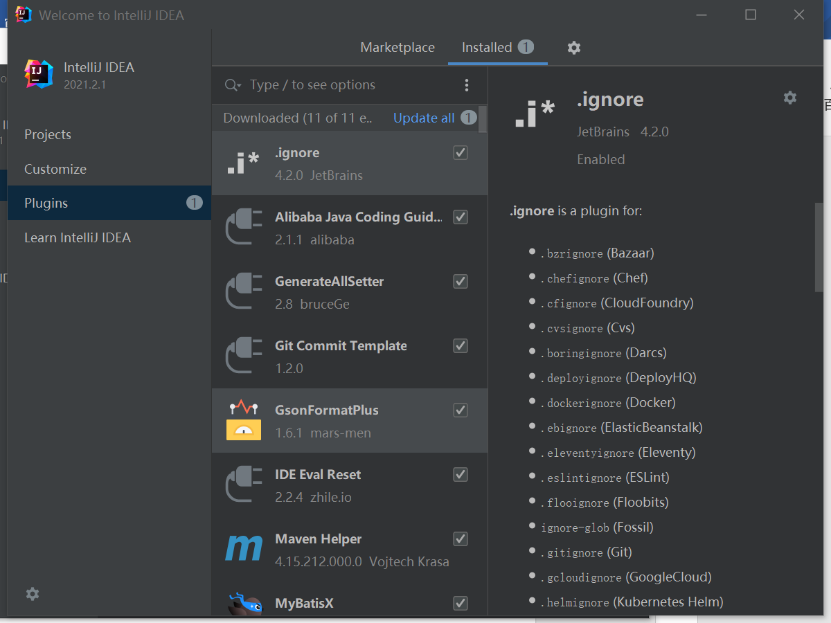 Welcome to IntelliJ IDEA
IntelliJ IDEA
2021.2.1
Projects
Customize
Plugins 1
Learn IntelliJ IDEA
Marketplace Installed 1
Type / to see options
Downloaded (11 of 11 e.. Update all 1
.ignore
4.2.0 JetBrains
Alibaba Java Coding Guid...
2.1.1 alibaba
GenerateAllSetter
2.8 bruceGe
Git Commit Template
1.2.0
GsonFormatPlus
1.6.1 mars-men
IDE Eval Reset
2.2.4 zhile.io
Maven Helper
4.15.212.000.0 Vojtech Krasa
MyBatisX
.ignore
JetBrains 4.2.0
Enabled
.ignore is a plugin for:
.bzrignore (Bazaar)
.chefignore (Chef)
.cfignore (CloudFoundry)
.cvsignore (Cvs)
.boringignore (Darcs)
.deployignore (DeployHQ)
.dockerignore (Docker)
.ebignore (ElasticBeanstalk)
.eleventyignore (Eleventy)
.eslintignore (ESLint)
.flooignore (Floobits)
ignore-glob (Fossil)
.gitignore (Git)
.gcloudignore (GoogleCloud)
.helmignore (Kubernetes Helm)